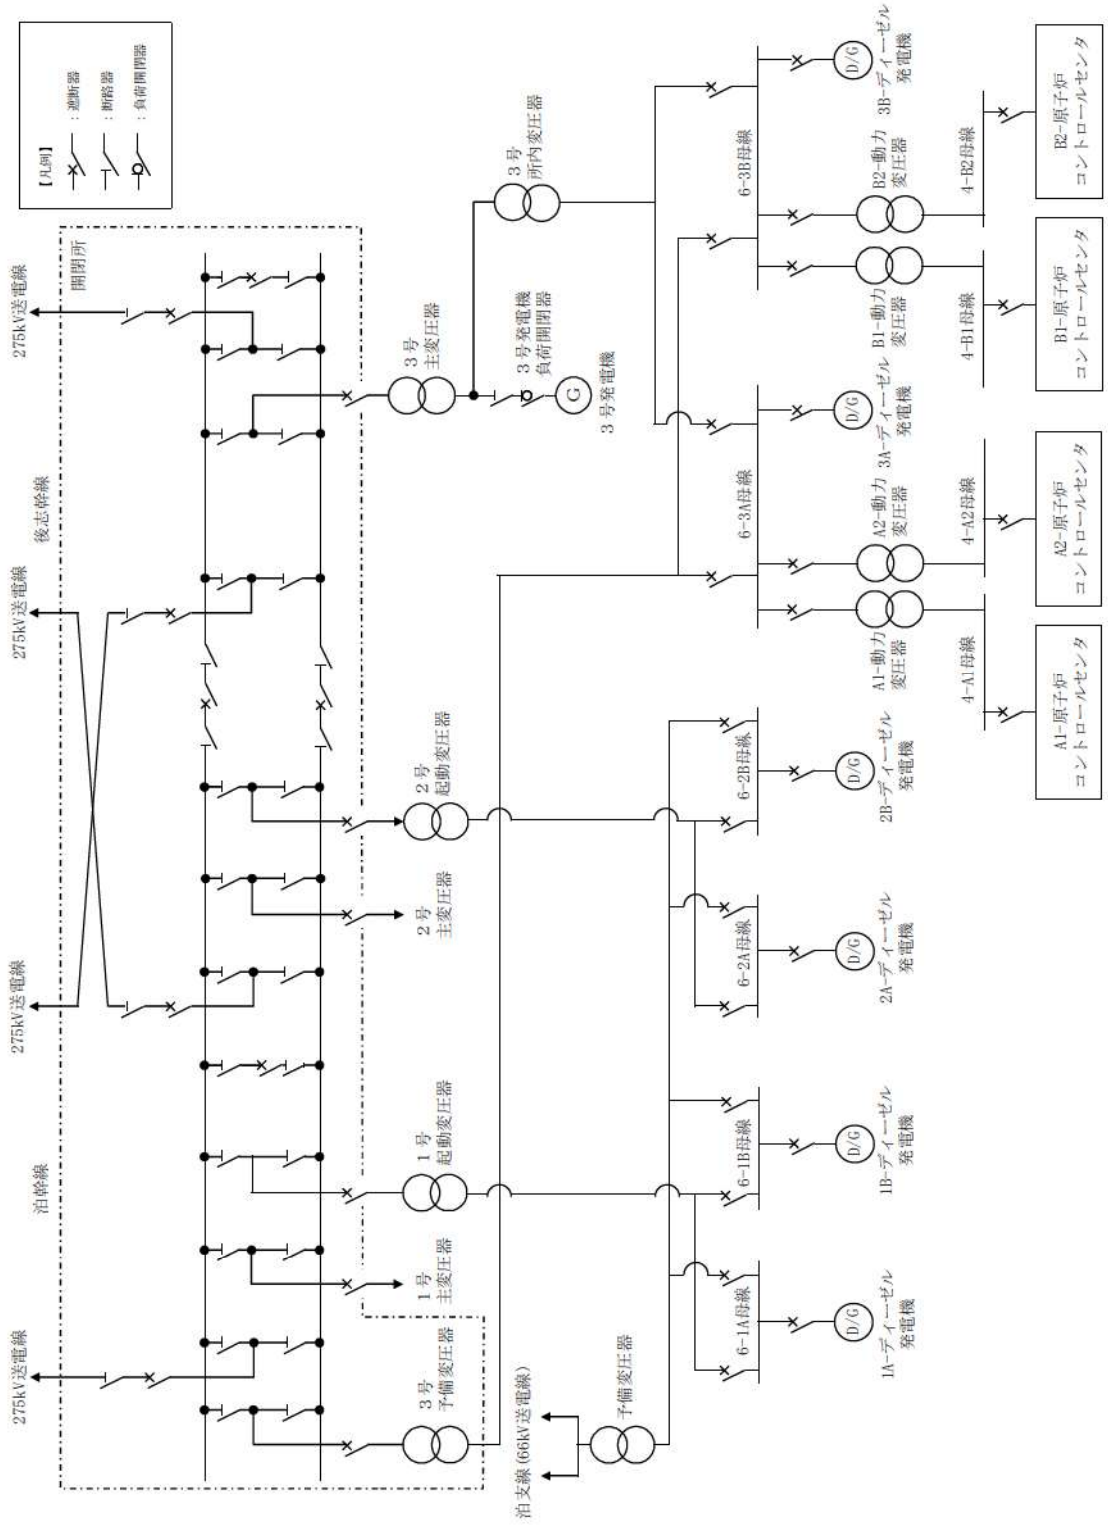 【凡例】
：遮断器
：断路器
：負荷開閉器
275kV送電線
泊幹線
275kV送電線
275kV送電線
後志幹線
275kV送電線
開閉所
3号
予備変圧器
1号
主変圧器
1号
起動変圧器
2号
主変圧器
2号
起動変圧器
3号
主変圧器
3号発電機
負荷開閉器
G
3号発電機
3号
所内変圧器
泊支線(66kV送電線)
予備変圧器
6-1A母線
6-1B母線
6-2A母線
6-2B母線
6-3A母線
6-3B母線
D/G
1A-ディーゼル
発電機
D/G
1B-ディーゼル
発電機
D/G
2A-ディーゼル
発電機
D/G
2B-ディーゼル
発電機
A1-動力
変圧器
A2-動力
変圧器
D/G
3A-ディーゼル
発電機
B1-動力
変圧器
B2-動力
変圧器
D/G
3B-ディーゼル
発電機
4-A1母線
4-A2母線
4-B1母線
4-B2母線
A1-原子炉
コントロールセンタ
A2-原子炉
コントロールセンタ
B1-原子炉
コントロールセンタ
B2-原子炉
コントロールセンタ